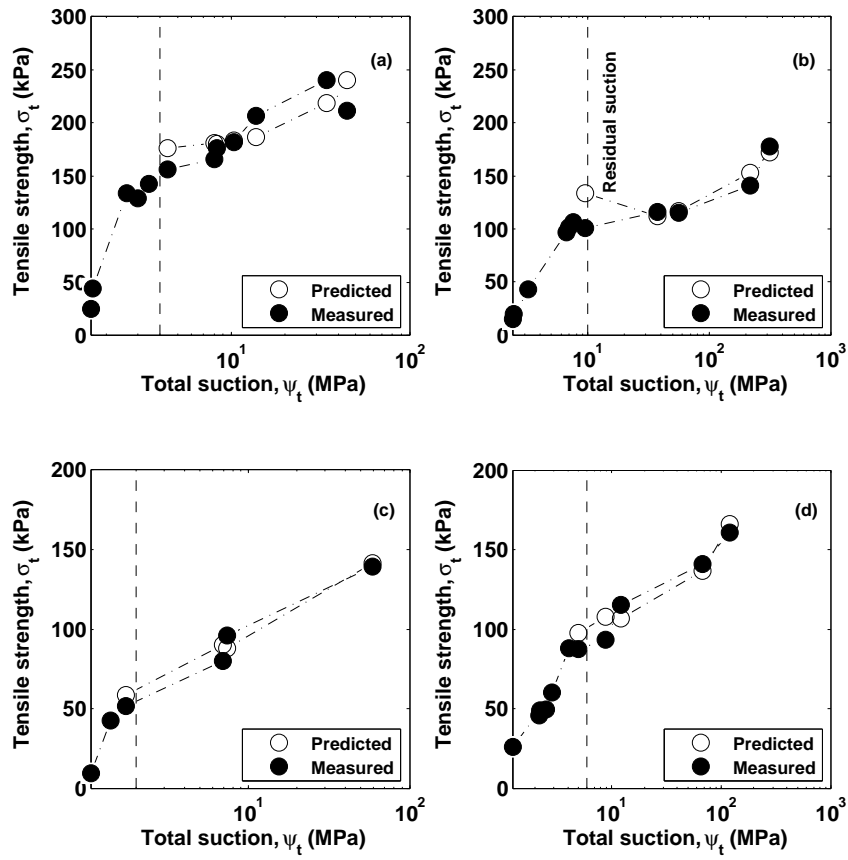 300
250
200
150
100
50
0
Tensile strength, σt (kPa)
(a)
Predicted
Measured
10^1
10^2
Total suction, ψt (MPa)
300
250
200
150
100
50
0
Tensile strength, σt (kPa)
(b)
Residual suction
Predicted
Measured
10^1
10^2
10^3
Total suction, ψt (MPa)
200
150
100
50
0
Tensile strength, σt (kPa)
(c)
Predicted
Measured
10^1
10^2
Total suction, ψt (MPa)
200
150
100
50
0
Tensile strength, σt (kPa)
(d)
Predicted
Measured
10^1
10^2
10^3
Total suction, ψt (MPa)